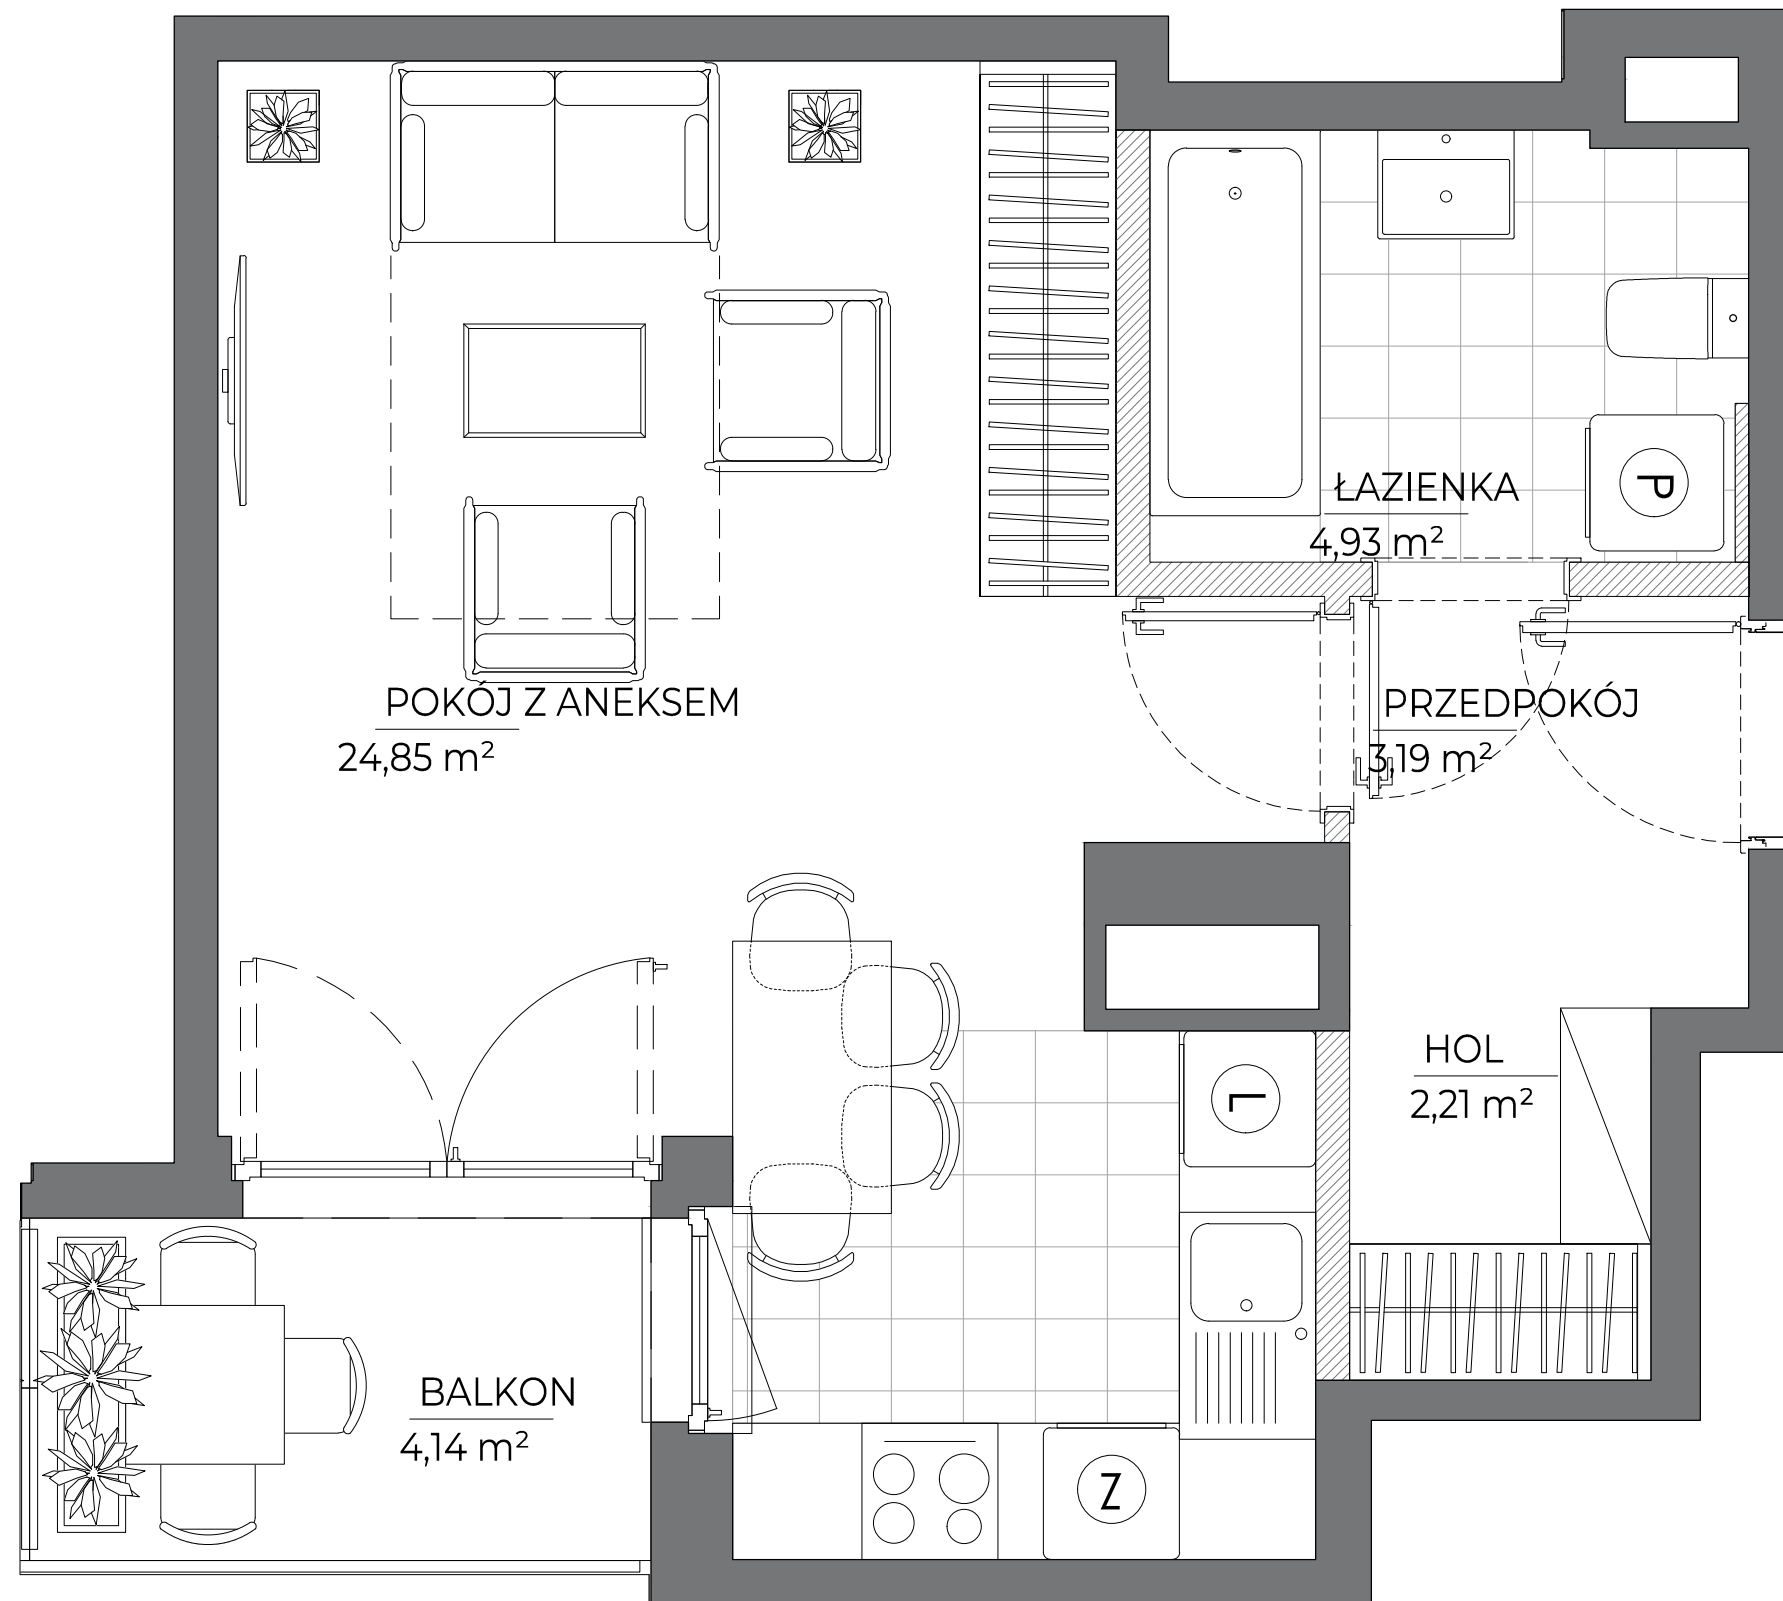 ŁAZIENKA
4,93 m²
P
POKÓJ Z ANEKSEM
24,85 m²
PRZEDPOKÓJ
3,19 m²
HOL
2,21 m²
L
BALKON
4,14 m²
Z